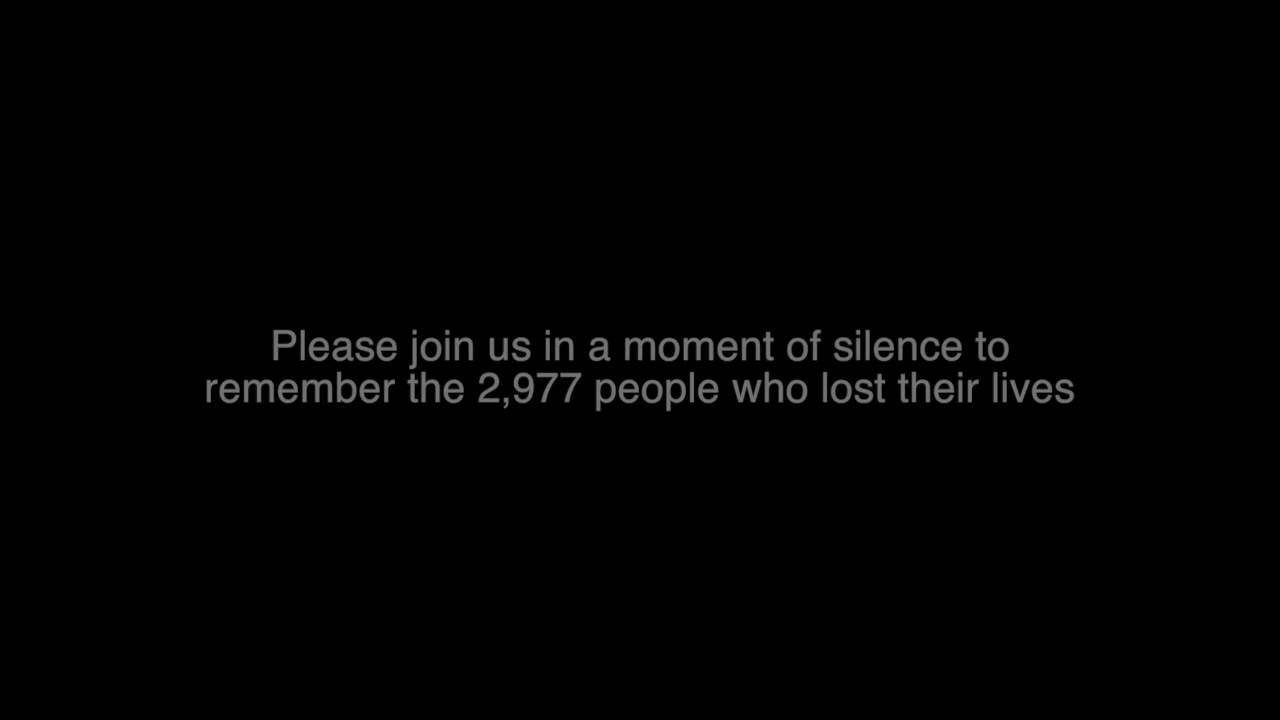 Please join us in a moment of silence to
remember the 2,977 people who lost their lives